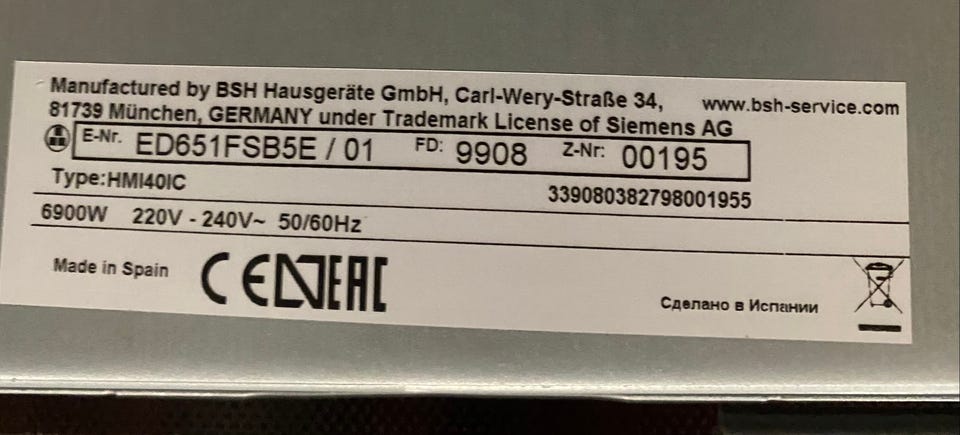 Manufactured by BSH Hausgeräte GmbH, Carl-Wery-Straße 34, www.bsh-service.com
81739 München, GERMANY under Trademark License of Siemens AG
E-Nr. ED651FSB5E / 01 FD: 9908 Z-Nr: 00195
Type:HMI40IC 339080382798001955
6900W 220V - 240V~ 50/60Hz
Made in Spain CE EAC
Сделано в Испании